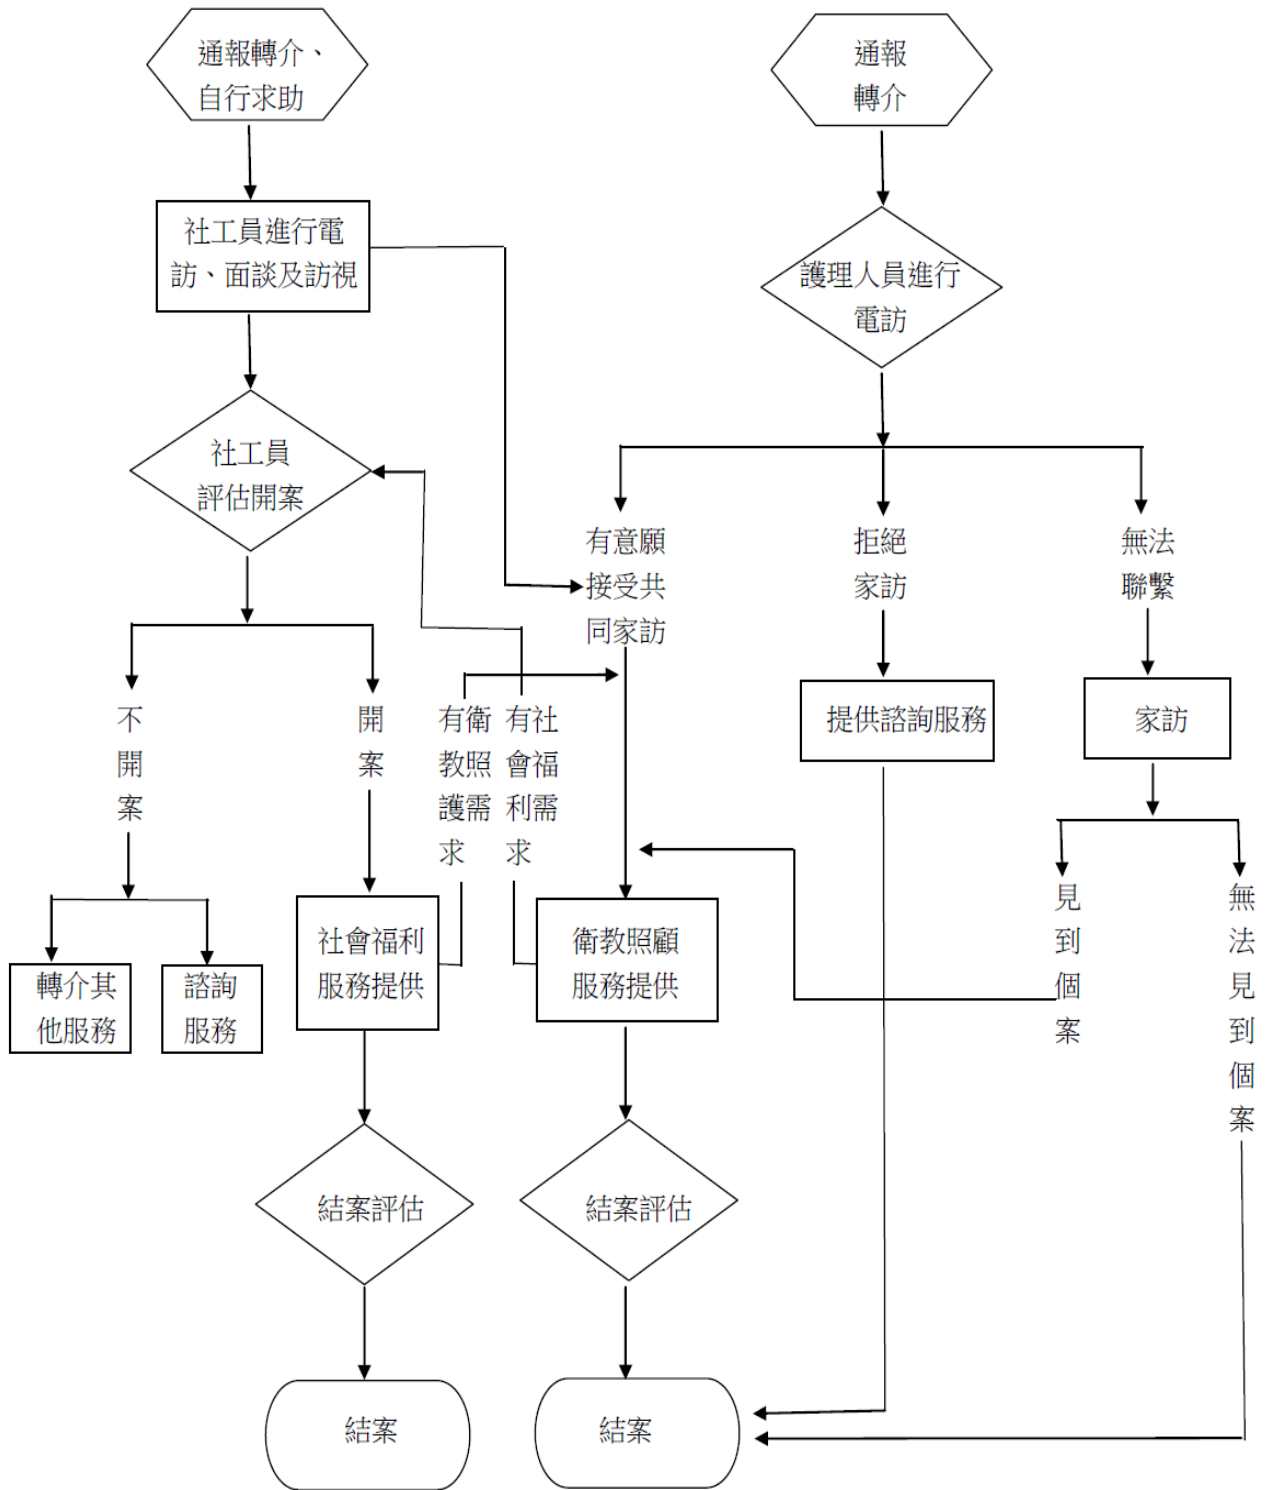 通報轉介、
自行求助
通報
轉介
社工員進行電
訪、面談及訪視
護理人員進行
電訪
社工員
評估開案
有意願
接受共
同家訪
拒絕
家訪
無法
聯繫
不開案
開案
有衛教照護需求
有社會福利需求
提供諮詢服務
家訪
見到個案
無法見到個案
轉介其
他服務
諮詢
服務
社會福利
服務提供
衛教照顧
服務提供
結案評估
結案評估
結案
結案